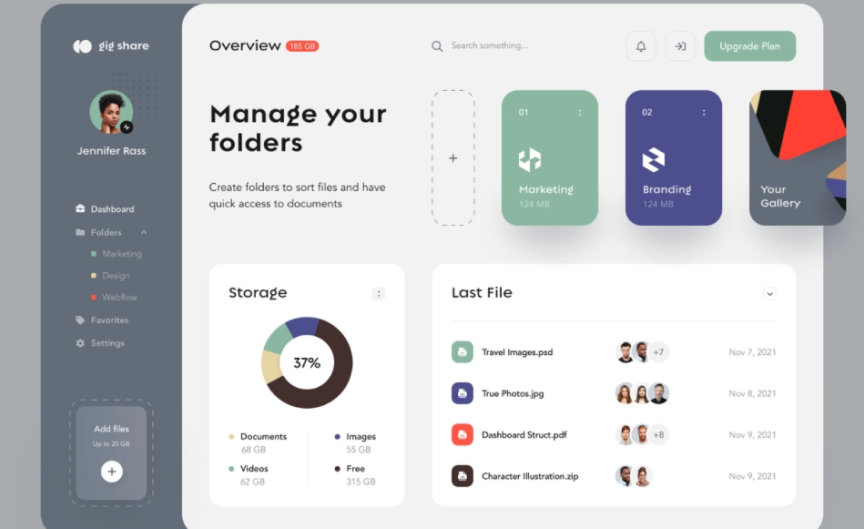 gig share
Jennifer Rass
Dashboard
Folders
Marketing
Design
Webflow
Favorites
Settings
Add files
Up to 20 GB
+
Overview 185 GB
Search something...
Upgrade Plan
Manage your
folders
Create folders to sort files and have
quick access to documents
+
01
Marketing
124 MB
02
Branding
124 MB
Your
Gallery
Storage
37%
Documents
68 GB
Images
55 GB
Videos
62 GB
Free
315 GB
Last File
Travel Images.psd +7 Nov 7, 2021
True Photos.jpg Nov 8, 2021
Dashboard Struct.pdf +8 Nov 9, 2021
Character Illustration.zip Nov 9, 2021